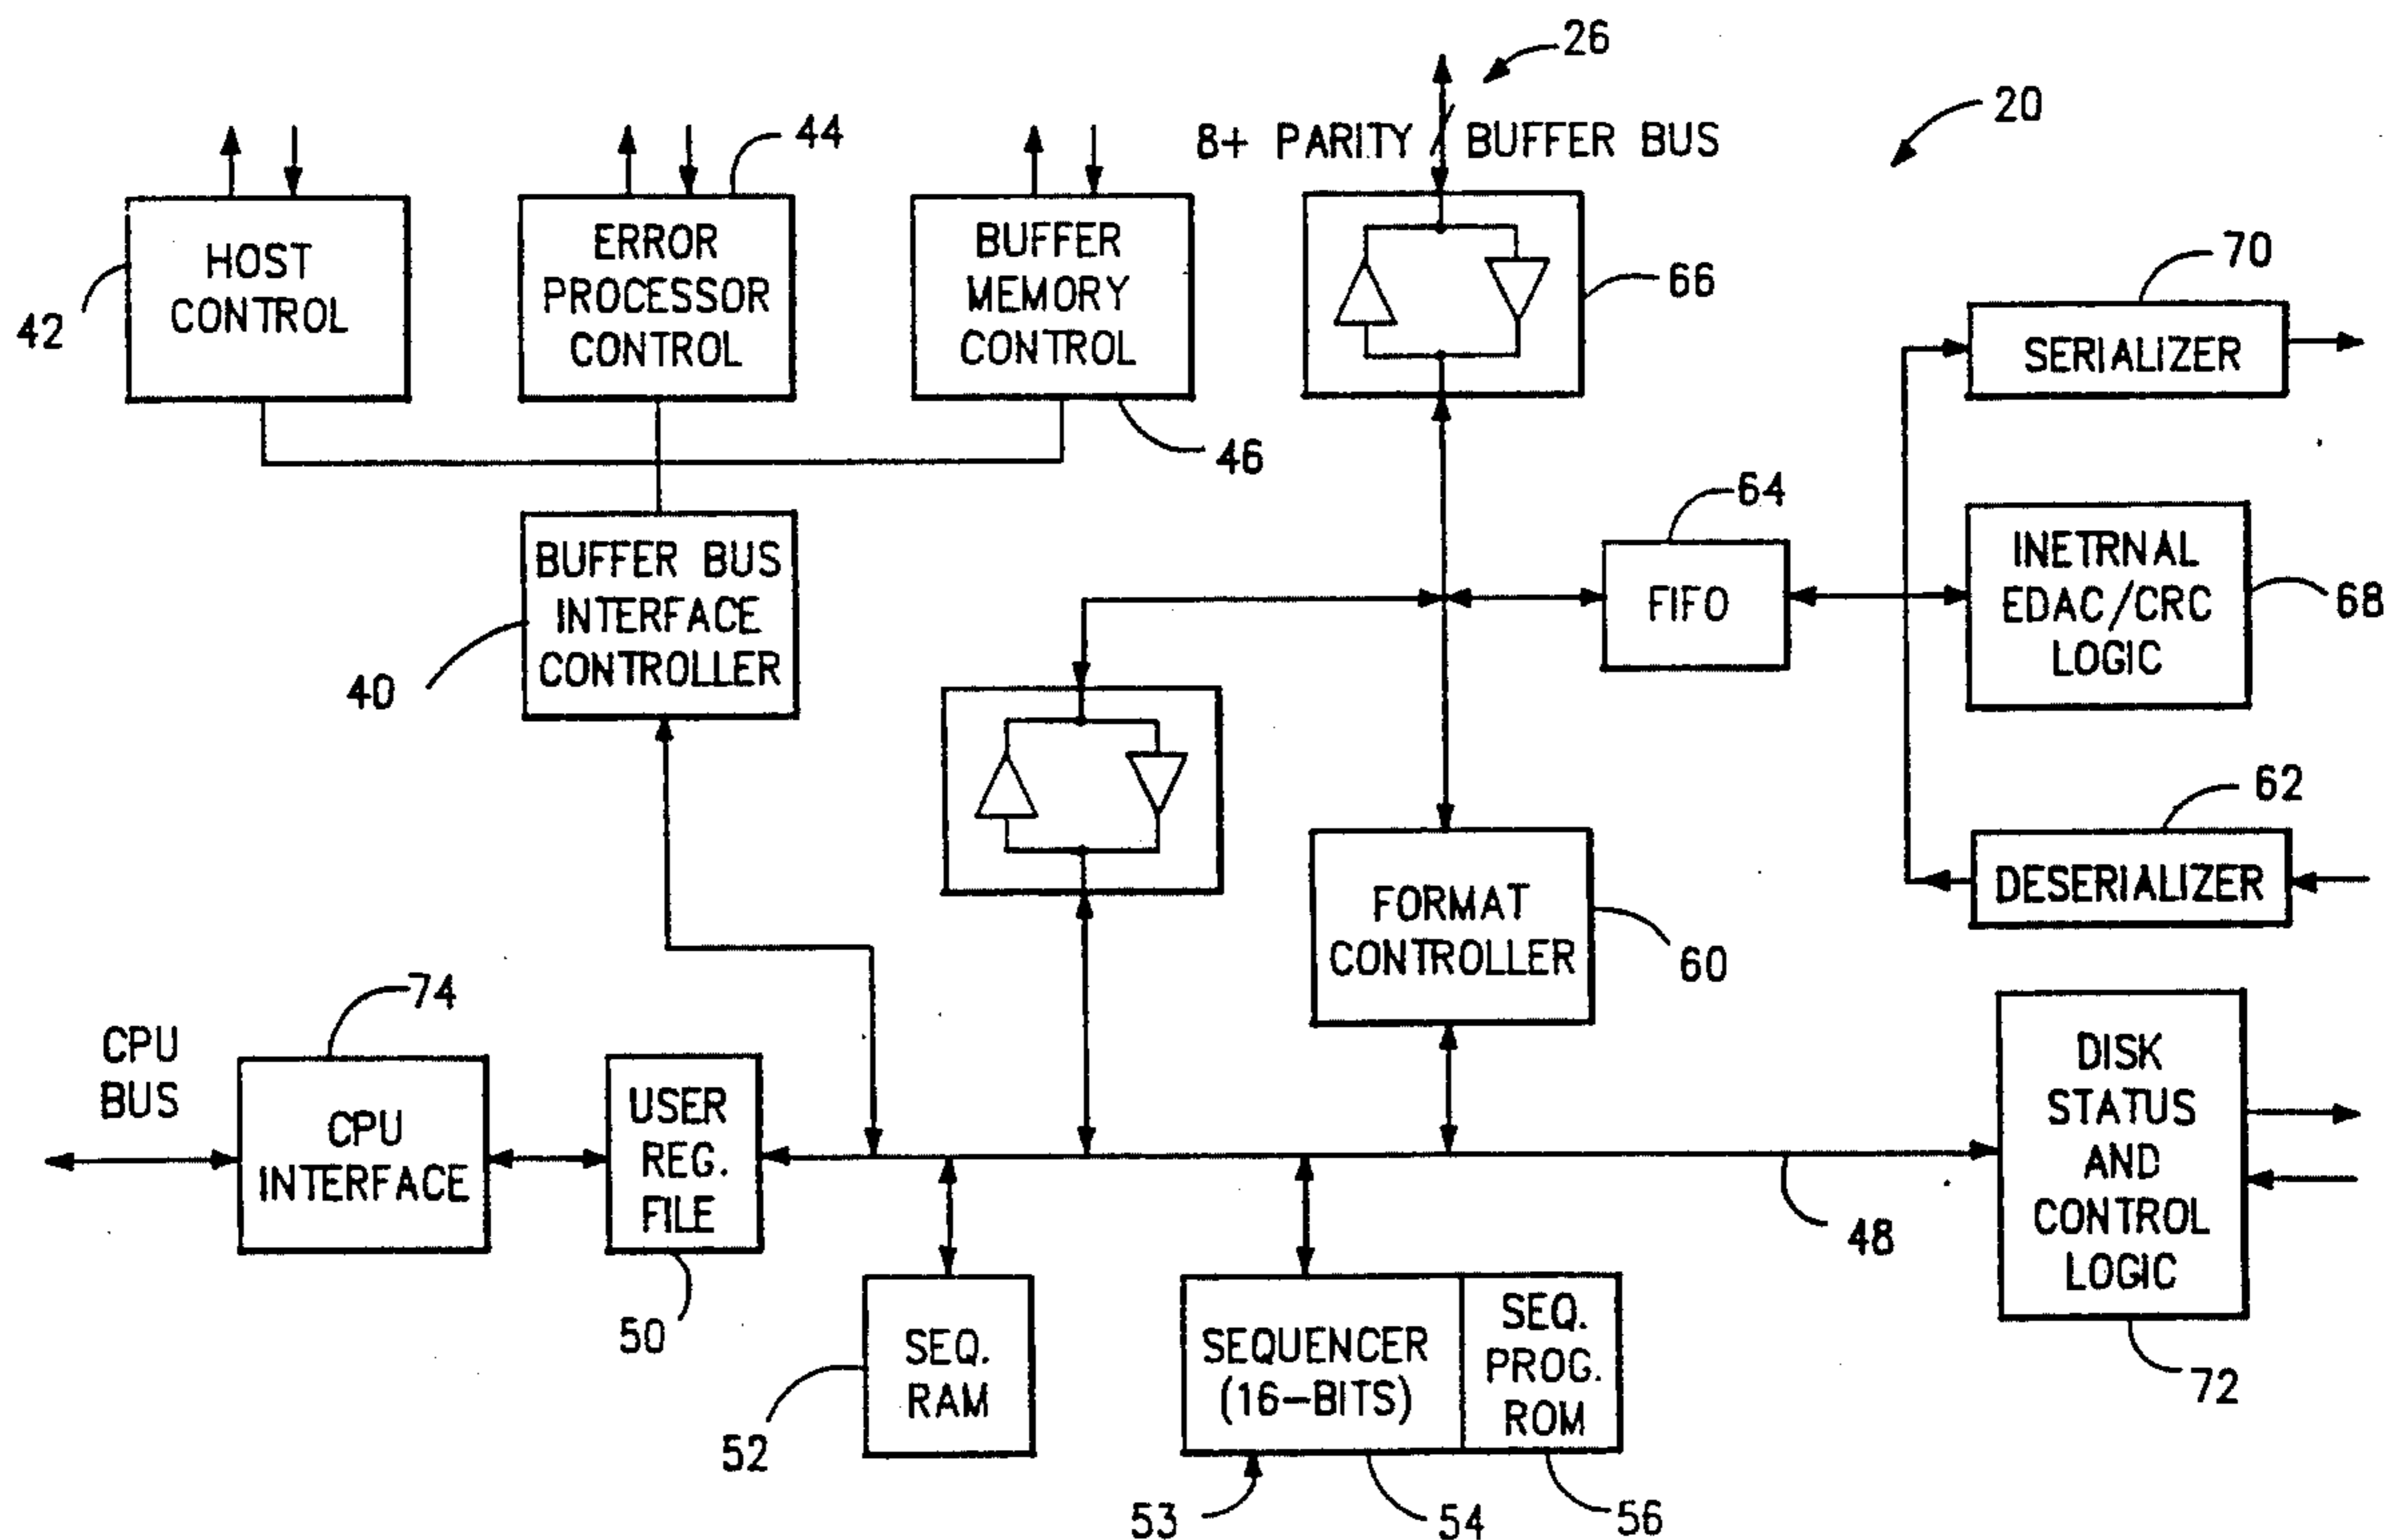 26
20
8+ PARITY
BUFFER BUS
44
42
HOST
CONTROL
ERROR
PROCESSOR
CONTROL
BUFFER
MEMORY
CONTROL
46
66
70
SERIALIZER
64
FIFO
INETRNAL
EDAC/CRC
LOGIC
68
BUFFER BUS
INTERFACE
CONTROLLER
40
62
DESERIALIZER
FORMAT
CONTROLLER
60
74
CPU
BUS
CPU
INTERFACE
USER
REG.
FILE
50
48
DISK
STATUS
AND
CONTROL
LOGIC
72
SEQ.
RAM
52
SEQUENCER
(16-BITS)
SEQ.
PROG.
ROM
53
54
56